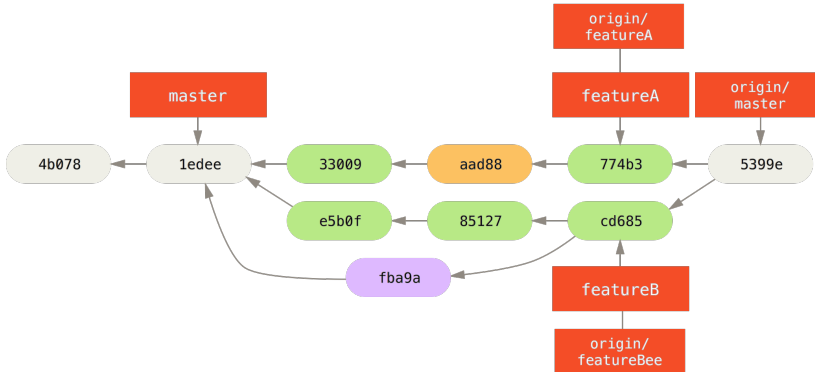 origin/
featureA
master
featureA
origin/
master
4b078
1edee
33009
aad88
774b3
5399e
e5b0f
85127
cd685
fba9a
featureB
origin/
featureBee